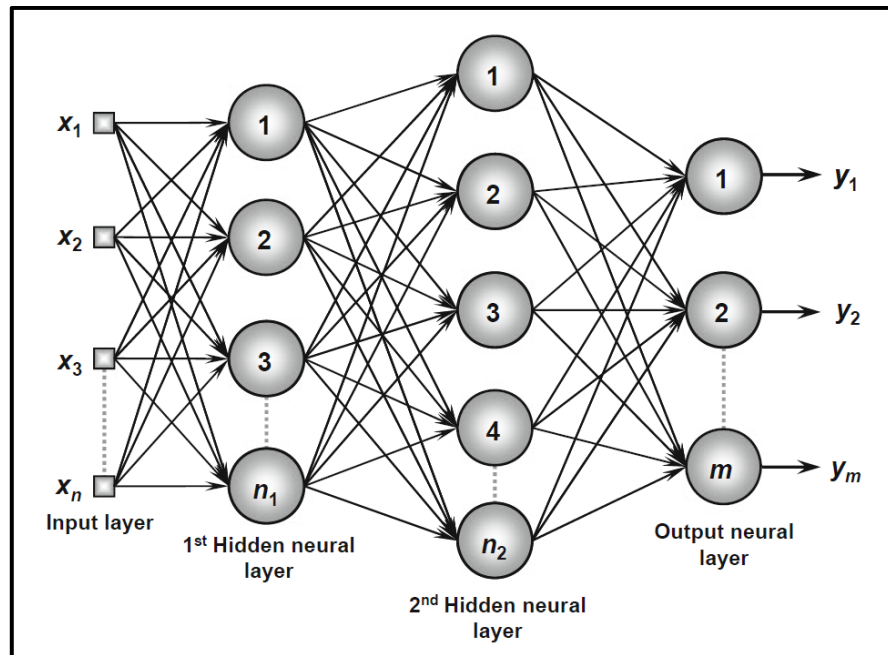 x₁
x₂
x₃
xₙ
Input layer
1
2
3
n₁
1ˢᵗ Hidden neural
layer
1
2
3
4
n₂
2ⁿᵈ Hidden neural
layer
1
2
m
Output neural
layer
y₁
y₂
yₘ